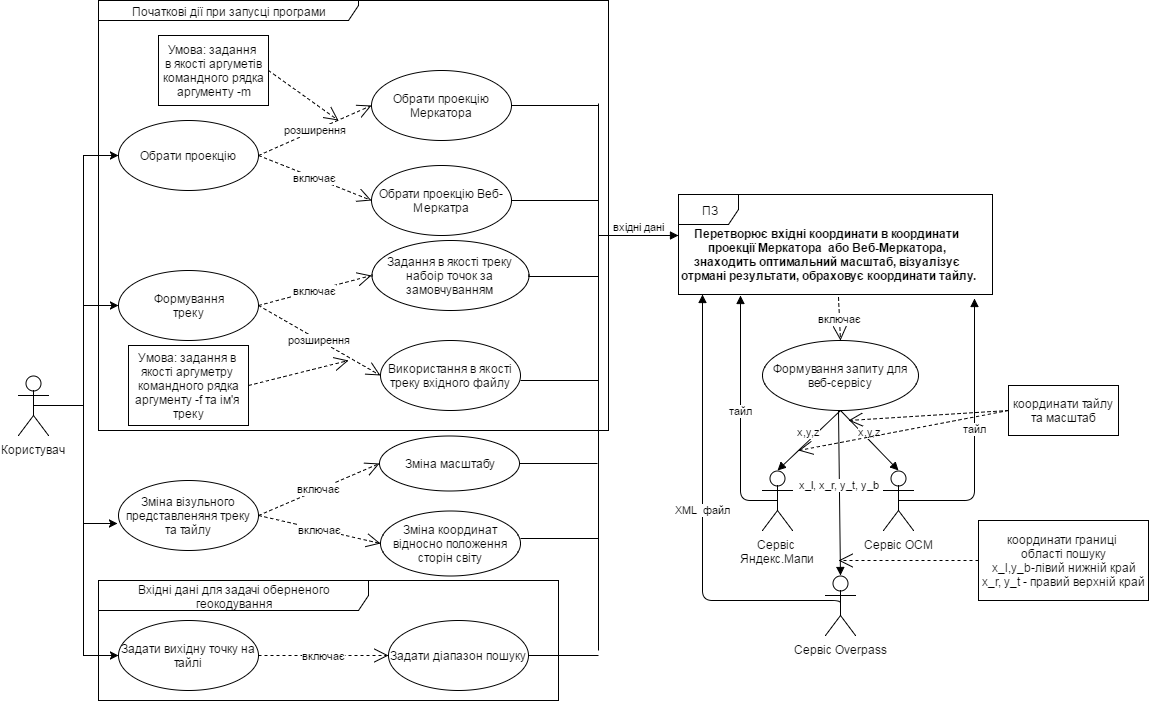 Початкові дії при запусці програми
Умова: задання
в якості аргуметів
командного рядка
аргументу -m
Обрати проекцію
Меркатора
розширення
Обрати проекцію
включає
Обрати проекцію Веб-
Меркатра
вхідні дані
ПЗ
Перетворює вхідні координати в координати
проекції Меркатора або Веб-Меркатора,
знаходить оптимальний масштаб, візуалізує
отрмані результати, обраховує координати тайлу.
Задання в якості треку
набоір точок за
замовчуванням
включає
Формування
треку
розширення
Умова: задання в
якості аргуметру
командного рядка
аргументу -f та ім'я
треку
Використання в якості
треку вхідного файлу
включає
Формування запиту для
веб-сервісу
тайл
x,y,z
x,y,z
тайл
координати тайлу
та масштаб
Користувач
Зміна масштабу
включає
Зміна візульного
представленяня треку
та тайлу
включає
Зміна координат
відносно положення
сторін світу
x_l, x_r, y_t, y_b
XML файл
Сервіс
Яндекс.Мапи
Сервіс ОСМ
координати границі
області пошуку
x_l,y_b-лівий нижній край
x_r, y_t - правий верхній край
Вхідні дані для задачі оберненого
геокодування
Задати вихідну точку на
тайлі
включає
Задати діапазон пошуку
Сервіс Overpass